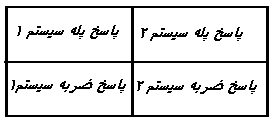 پاسخ پله سیستم ۱
پاسخ پله سیستم ۲
پاسخ ضربه سیستم۱
پاسخ ضربه سیستم ۲